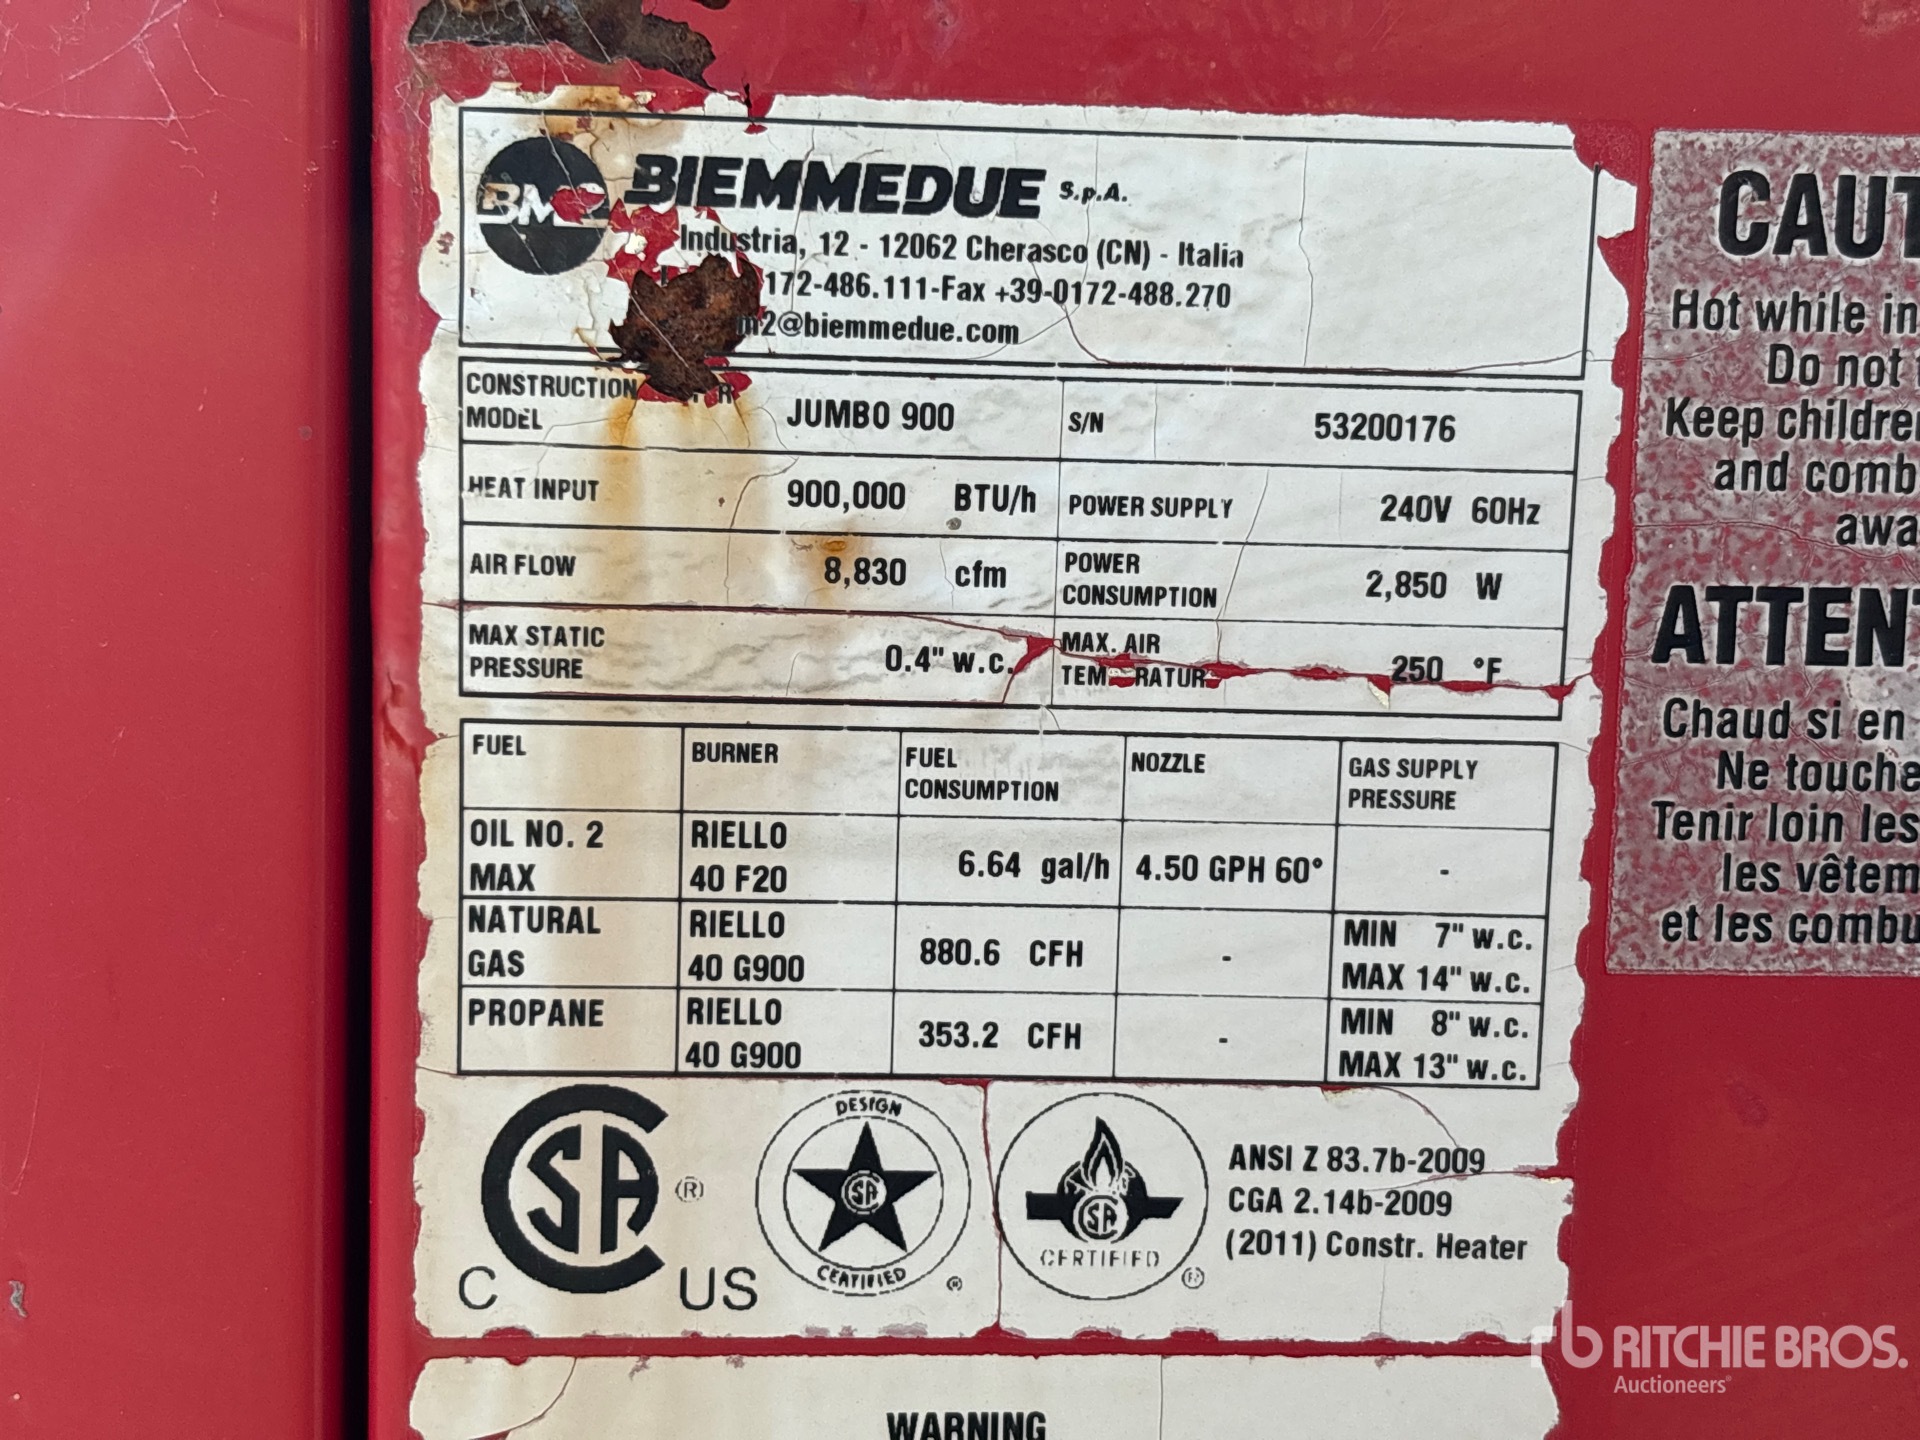 BM2 BIEMMEDUE S.p.A.
Industria, 12 - 12062 Cherasco (CN) - Italia
172-486.111-Fax +39-0172-488.270
m2@biemmedue.com
CONSTRUCTION
MODEL JUMBO 900 S/N 53200176
HEAT INPUT 900,000 BTU/h POWER SUPPLY 240V 60Hz
AIR FLOW 8,830 cfm POWER CONSUMPTION 2,850 W
MAX STATIC PRESSURE 0.4" w.c. MAX. AIR TEM RATUR 250 °F
FUEL BURNER FUEL CONSUMPTION NOZZLE GAS SUPPLY PRESSURE
OIL NO. 2 MAX RIELLO 40 F20 6.64 gal/h 4.50 GPH 60° -
NATURAL GAS RIELLO 40 G900 880.6 CFH - MIN 7" w.c. MAX 14" w.c.
PROPANE RIELLO 40 G900 353.2 CFH - MIN 8" w.c. MAX 13" w.c.
CSA ® C US
DESIGN CSA CERTIFIED ®
CSA CERTIFIED ®
ANSI Z 83.7b-2009
CGA 2.14b-2009
(2011) Constr. Heater
WARNING
CAUT
Hot while in
Do not
Keep childre
and comb
awa
ATTENT
Chaud si en
Ne touche
Tenir loin les
les vêtem
et les combu
rb RITCHIE BROS.
Auctioneers